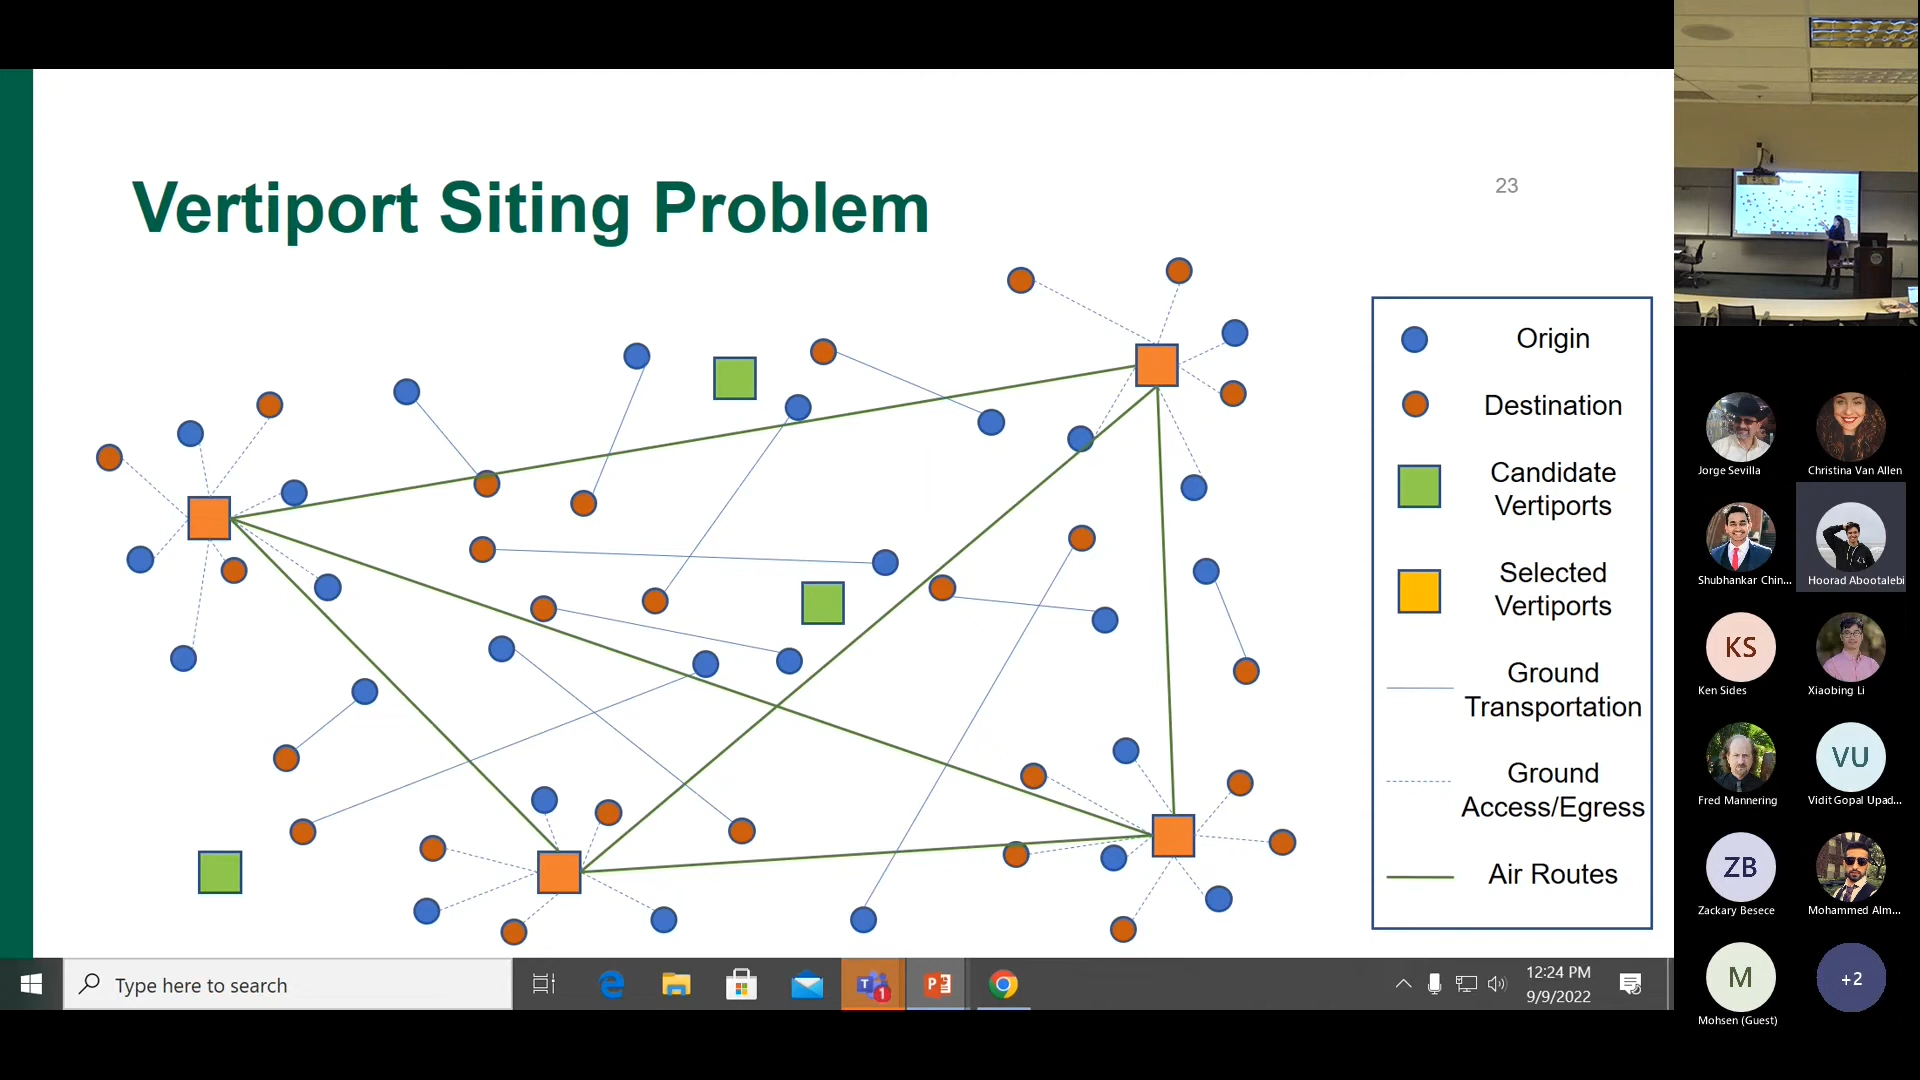 Vertiport Siting Problem
23
Origin
Destination
Candidate
Vertiports
Selected
Vertiports
Ground
Transportation
Ground
Access/Egress
Air Routes
Jorge Sevilla
Christina Van Allen
Shubhankar Chin...
Hoorad Abootalebi
KS
Ken Sides
Xiaobing Li
Fred Mannering
VU
Vidit Gopal Upad...
ZB
Zackary Besece
Mohammed Alm...
M
Mohsen (Guest)
+2
Type here to search
1
12:24 PM
9/9/2022